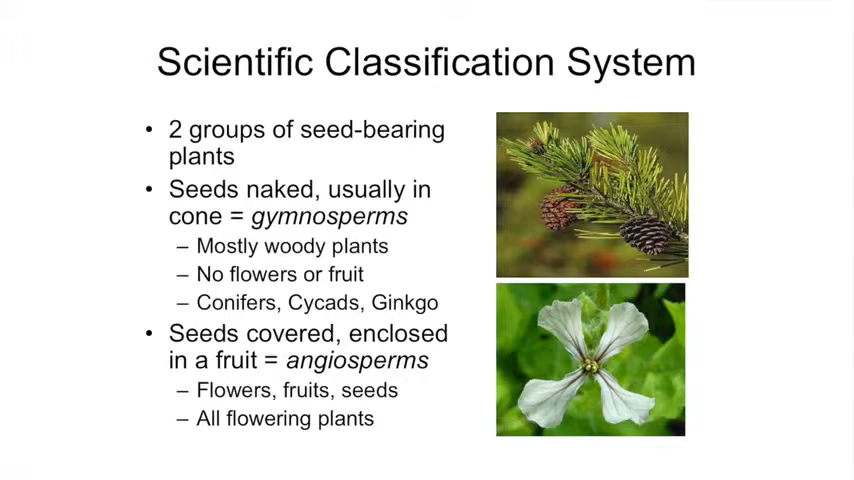 Scientific Classification System
• 2 groups of seed-bearing
plants
• Seeds naked, usually in
cone = gymnosperms
– Mostly woody plants
– No flowers or fruit
– Conifers, Cycads, Ginkgo
• Seeds covered, enclosed
in a fruit = angiosperms
– Flowers, fruits, seeds
– All flowering plants